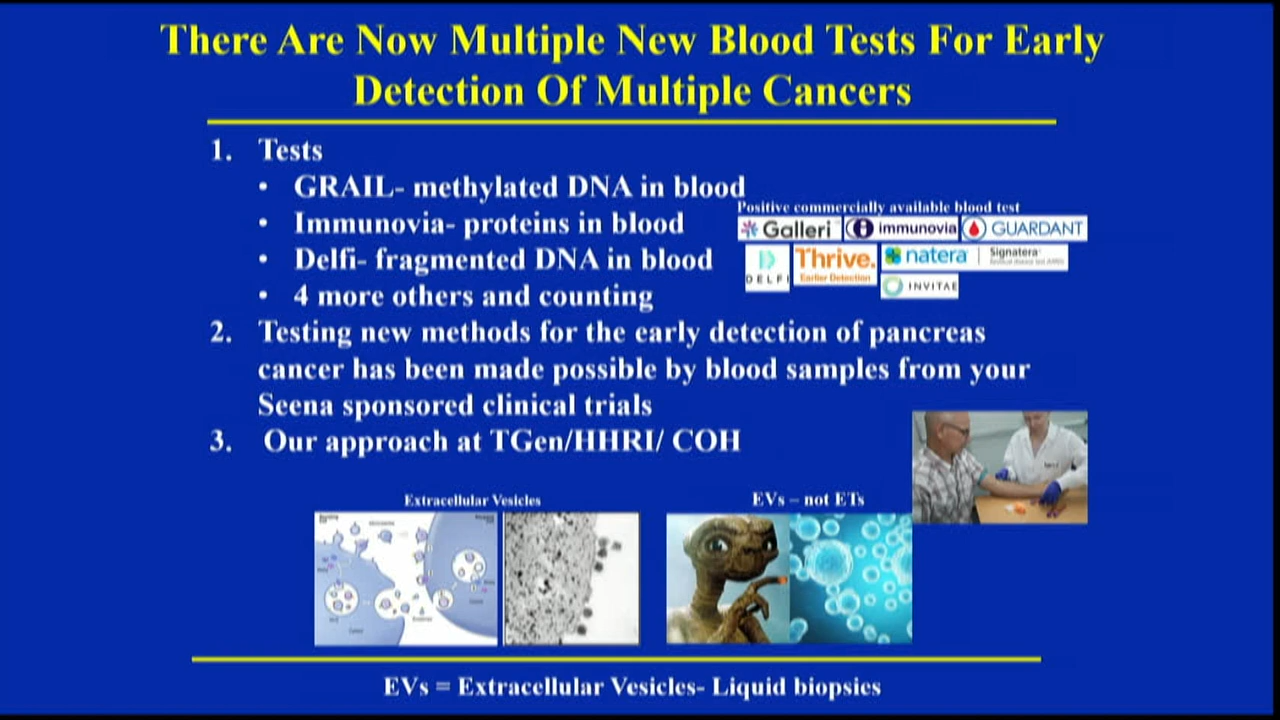 There Are Now Multiple New Blood Tests For Early
Detection Of Multiple Cancers
1. Tests
• GRAIL- methylated DNA in blood
• Immunovia- proteins in blood
• Delfi- fragmented DNA in blood
• 4 more others and counting
Positive commercially available blood test
Galleri immunovia GUARDANT
DELFI Thrive. natera Signatera
Earlier Detection
INVITAE
2. Testing new methods for the early detection of pancreas
cancer has been made possible by blood samples from your
Seena sponsored clinical trials
3. Our approach at TGen/HHRI/ COH
Extracellular Vesicles
EVs – not ETs
EVs = Extracellular Vesicles- Liquid biopsies